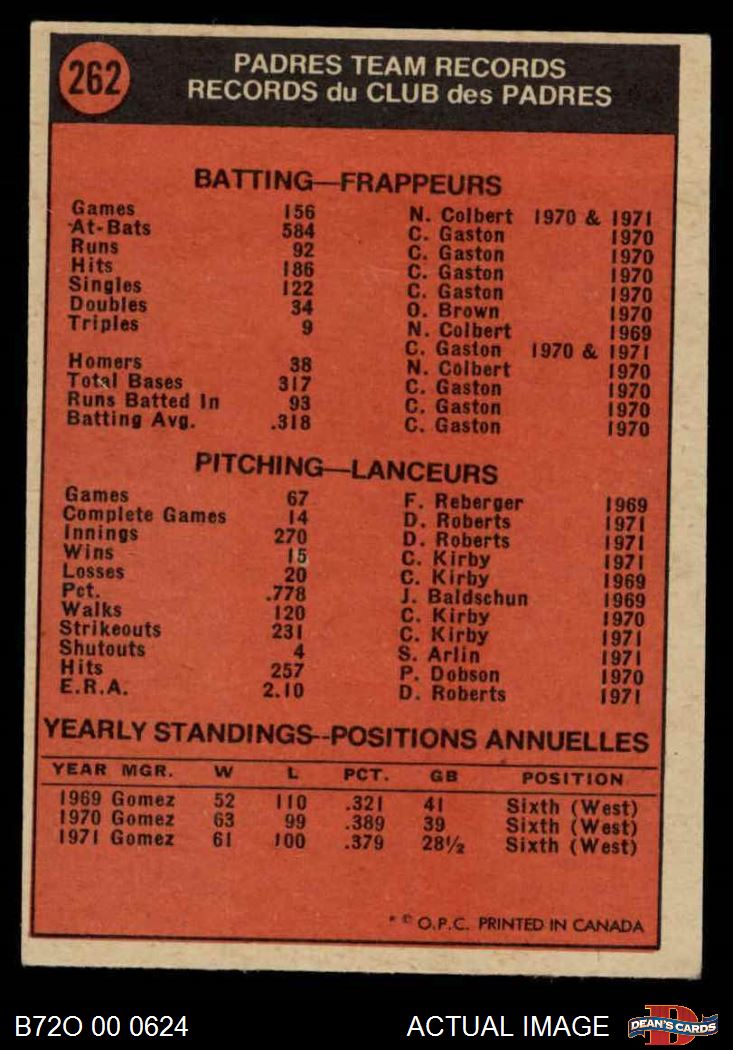 262
PADRES TEAM RECORDS
RECORDS du CLUB des PADRES
BATTING—FRAPPEURS
Games 156 N. Colbert 1970 & 1971
At-Bats 584 C. Gaston 1970
Runs 92 C. Gaston 1970
Hits 186 C. Gaston 1970
Singles 122 C. Gaston 1970
Doubles 34 O. Brown 1970
Triples 9 N. Colbert 1969
C. Gaston 1970 & 1971
Homers 38 N. Colbert 1970
Total Bases 317 C. Gaston 1970
Runs Batted In 93 C. Gaston 1970
Batting Avg. .318 C. Gaston 1970
PITCHING—LANCEURS
Games 67 F. Reberger 1969
Complete Games 14 D. Roberts 1971
Innings 270 D. Roberts 1971
Wins 15 C. Kirby 1971
Losses 20 C. Kirby 1969
Pct. .778 J. Baldschun 1969
Walks 120 C. Kirby 1970
Strikeouts 231 C. Kirby 1971
Shutouts 4 S. Arlin 1971
Hits 257 P. Dobson 1970
E.R.A. 2.10 D. Roberts 1971
YEARLY STANDINGS--POSITIONS ANNUELLES
YEAR MGR. W L PCT. GB POSITION
1969 Gomez 52 110 .321 41 Sixth (West)
1970 Gomez 63 99 .389 39 Sixth (West)
1971 Gomez 61 100 .379 28½ Sixth (West)
* © O.P.C. PRINTED IN CANADA
B72O 00 0624 ACTUAL IMAGE D DEAN'S CARDS